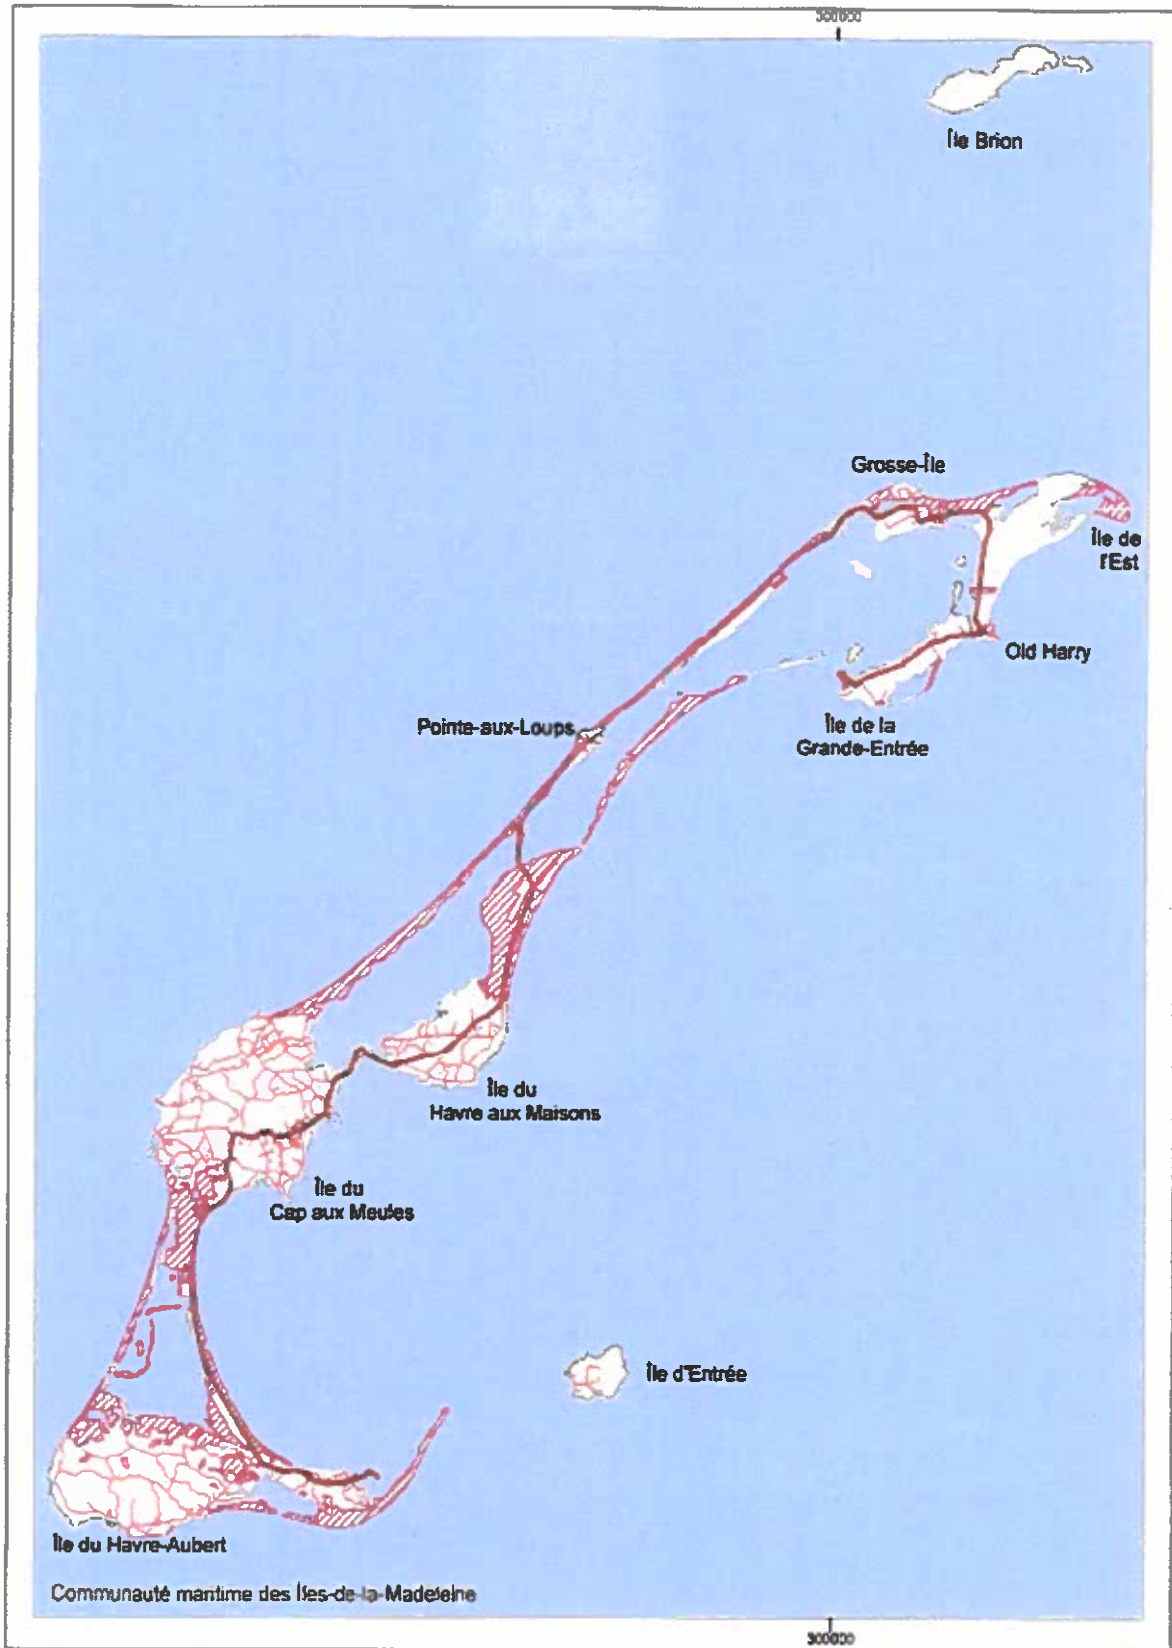 300000
Île Brion
Grosse-Île
Île de
l'Est
Old Harry
Pointe-aux-Loups
Île de la
Grande-Entrée
Île du
Havre aux Maisons
Île du
Cap aux Meules
Île d'Entrée
Île du Havre-Aubert
Communauté maritime des Îles-de-la-Madeleine
300000